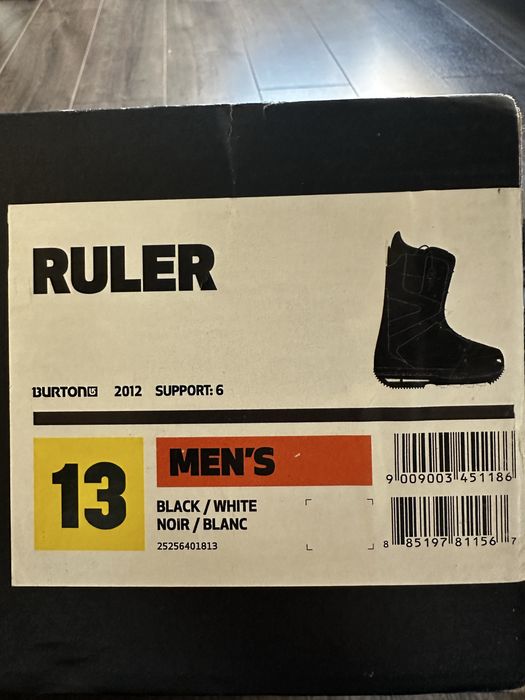 RULER
BURTON 2012 SUPPORT: 6
13
MEN'S
BLACK / WHITE
NOIR / BLANC
25256401813
9 009003 451186
8 85197 81156 7